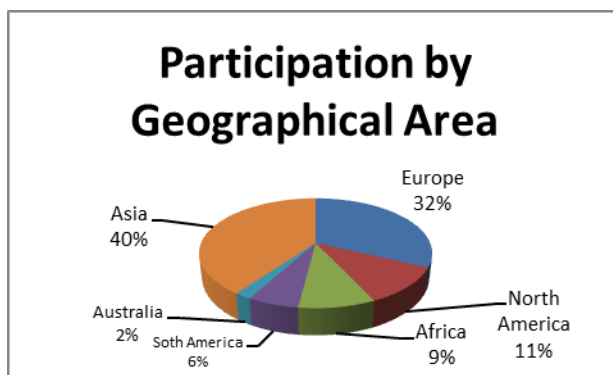 Participation by
Geographical Area
Europe
32%
Asia
40%
North
America
11%
Australia
2%
Soth America
6%
Africa
9%